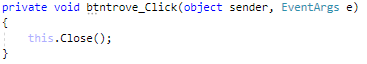 private void btntrove_Click(object sender, EventArgs e)
{
this.Close();
}